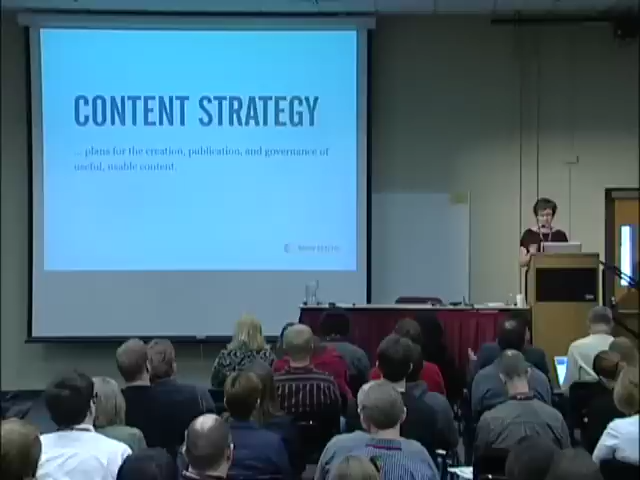 CONTENT STRATEGY
... plans for the creation, publication, and governance of
useful, usable content.